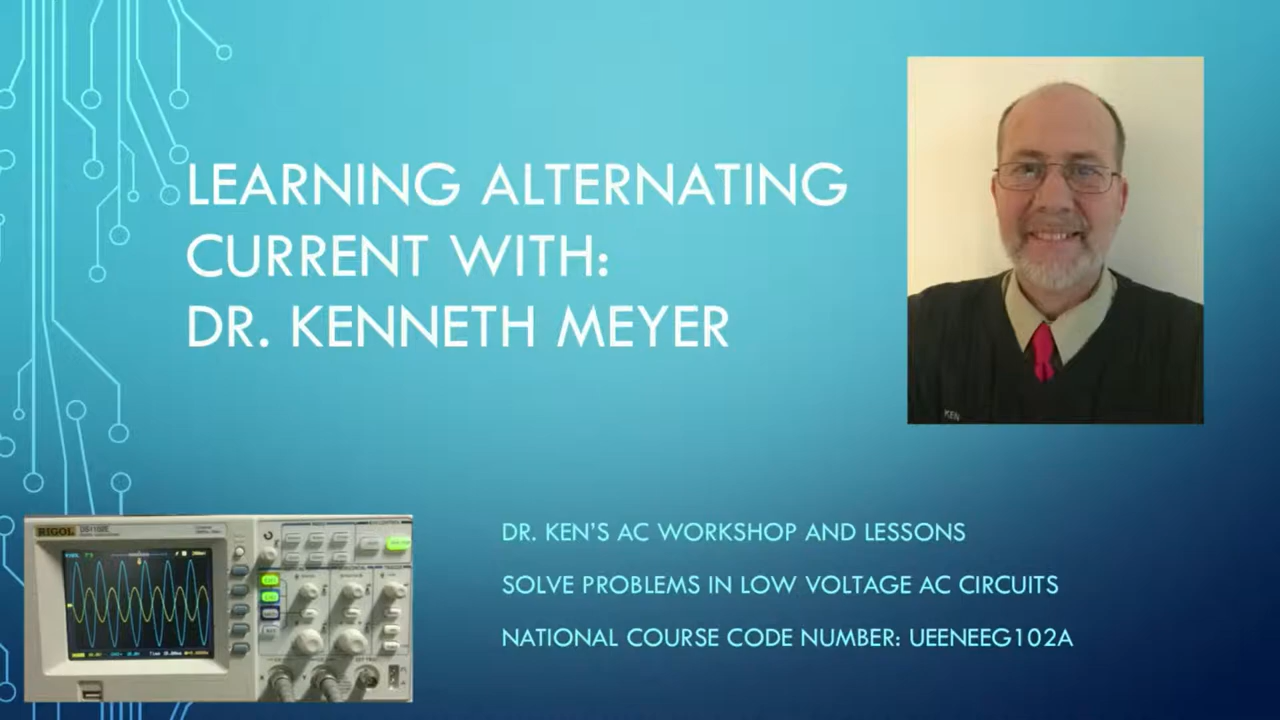 LEARNING ALTERNATING
CURRENT WITH:
DR. KENNETH MEYER
KEN
RIGOL
DR. KEN'S AC WORKSHOP AND LESSONS
SOLVE PROBLEMS IN LOW VOLTAGE AC CIRCUITS
NATIONAL COURSE CODE NUMBER: UEENEEG102A